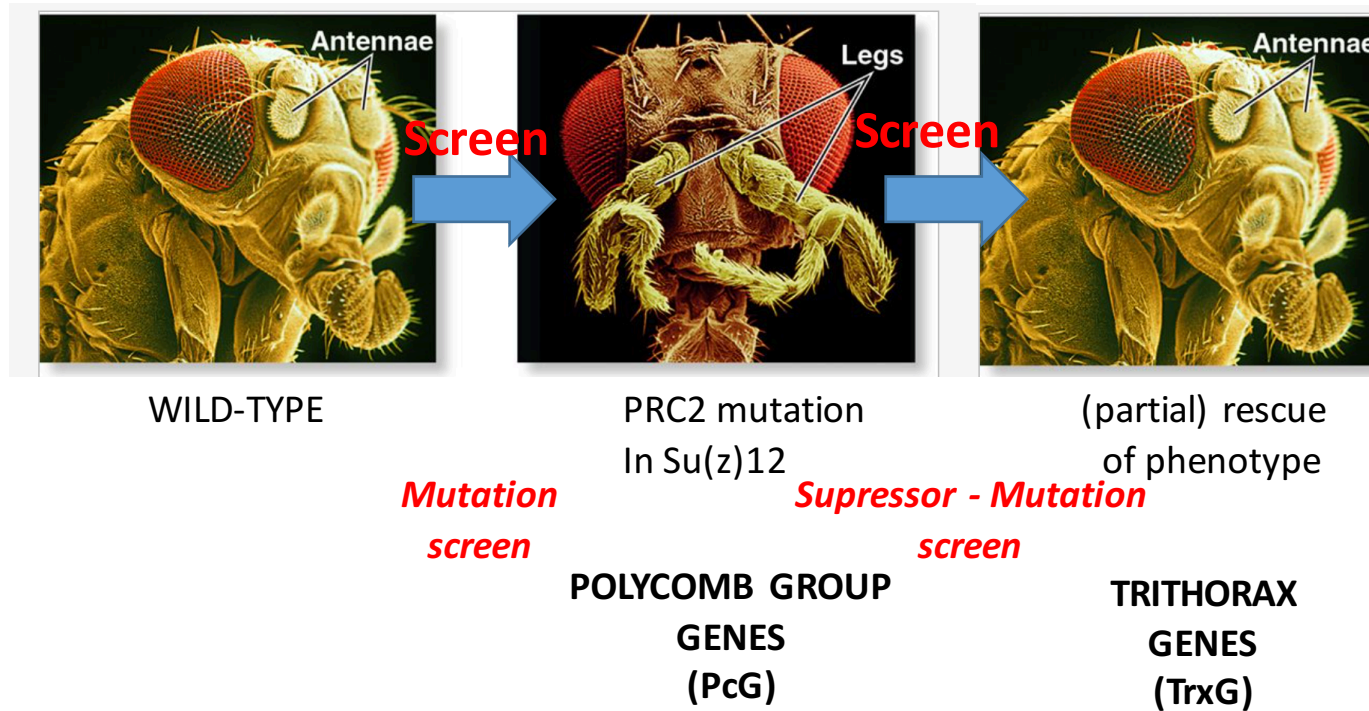 Antennae
Screen
Legs
Screen
Antennae
WILD-TYPE
PRC2 mutation
In Su(z)12
(partial) rescue
of phenotype
Mutation
screen
Supressor - Mutation
screen
POLYCOMB GROUP
GENES
(PcG)
TRITHORAX
GENES
(TrxG)